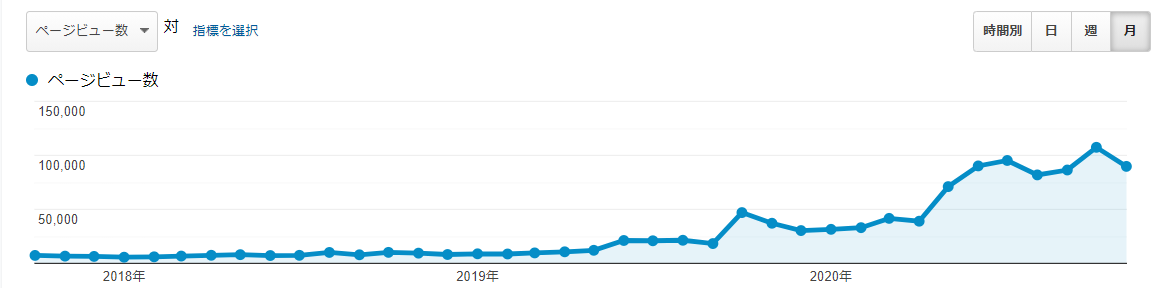 ページビュー数 対 指標を選択 時間別 日 週 月
ページビュー数
150,000
100,000
50,000
2018年 2019年 2020年